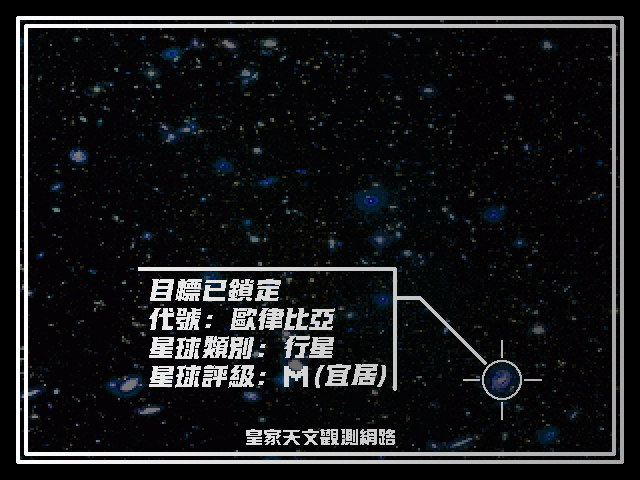 目標已鎖定
代號：歐律比亞
星球類別：行星
星球評級：M(宜居)
皇家天文觀測網路